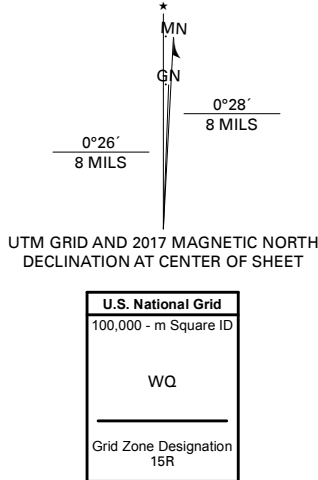 MN
GN
0°28´
8 MILS
0°26´
8 MILS
UTM GRID AND 2017 MAGNETIC NORTH
DECLINATION AT CENTER OF SHEET
U.S. National Grid
100,000 - m Square ID
WQ
Grid Zone Designation
15R